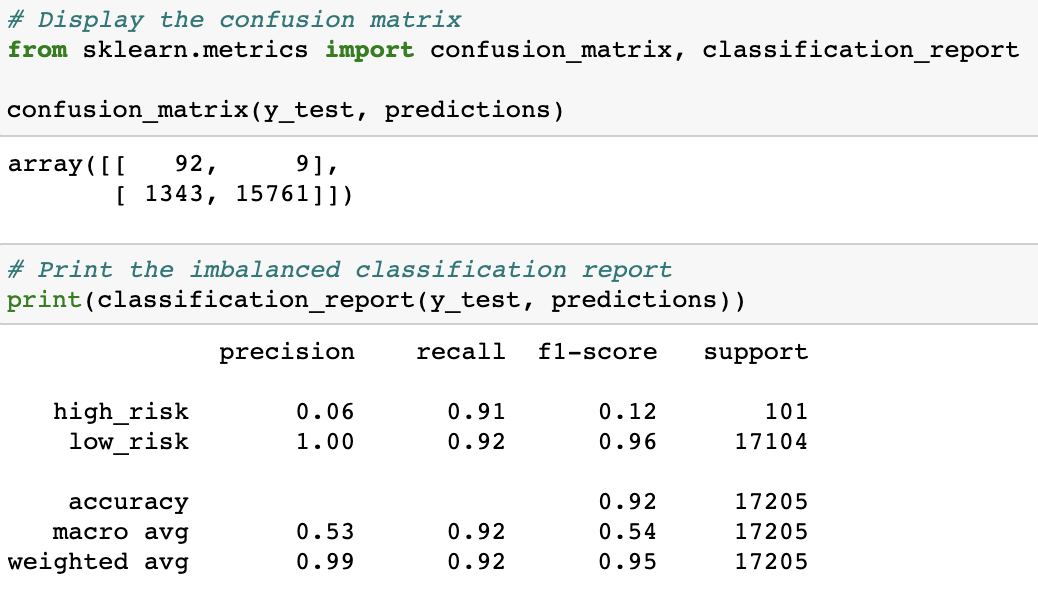 # Display the confusion matrix
from sklearn.metrics import confusion_matrix, classification_report
confusion_matrix(y_test, predictions)
array([[   92,     9],
       [ 1343, 15761]])
# Print the imbalanced classification report
print(classification_report(y_test, predictions))
              precision    recall  f1-score   support
   high_risk       0.06      0.91      0.12       101
    low_risk       1.00      0.92      0.96     17104
    accuracy                           0.92     17205
   macro avg       0.53      0.92      0.54     17205
weighted avg       0.99      0.92      0.95     17205